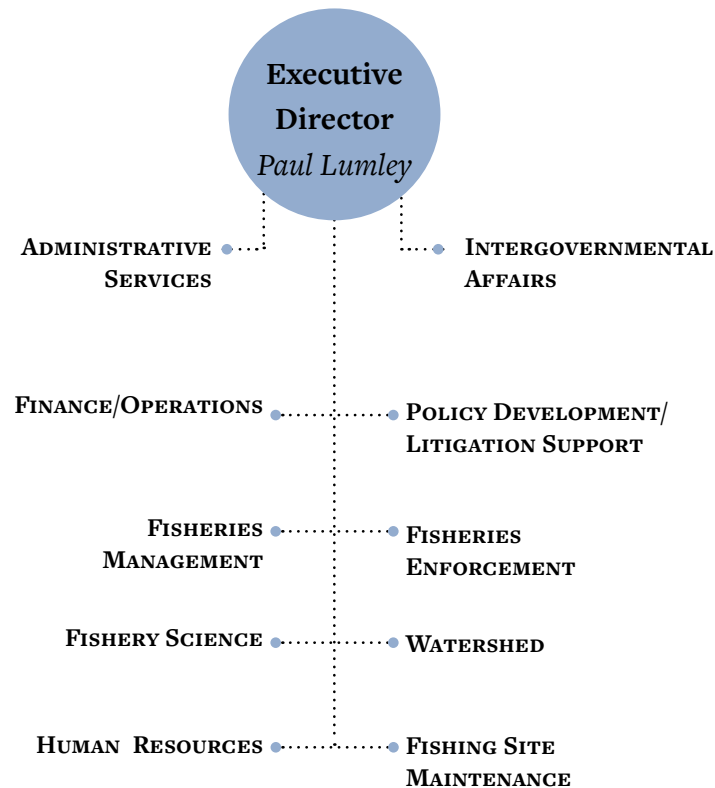 Executive
Director
Paul Lumley
Administrative
Services
Intergovernmental
Affairs
Finance/Operations
Policy Development/
Litigation Support
Fisheries
Management
Fisheries
Enforcement
Fishery Science
Watershed
Human Resources
Fishing Site
Maintenance